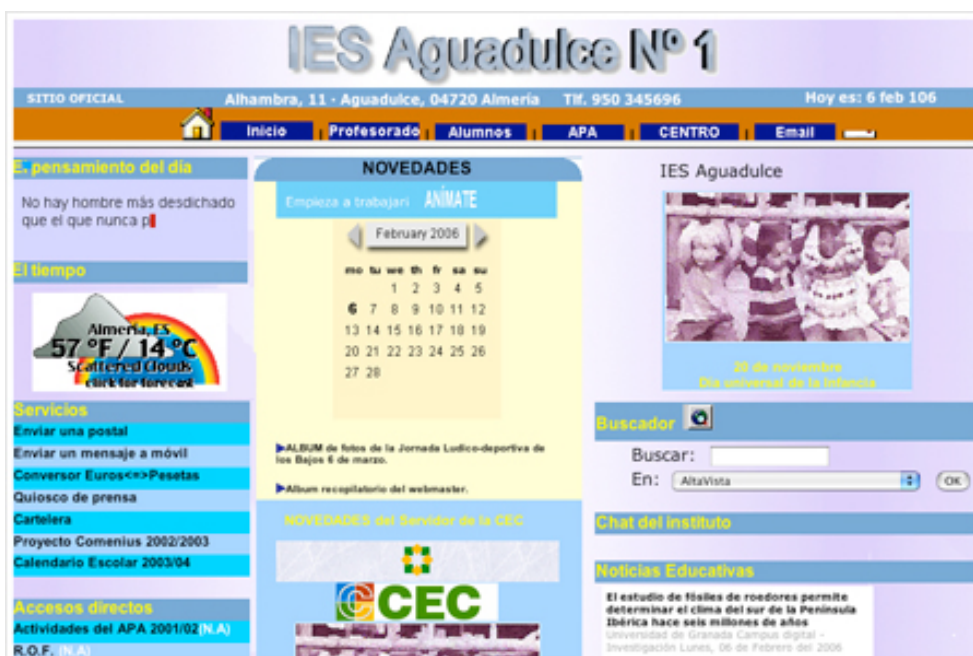 IES Aguadulce Nº 1
SITIO OFICIAL
Alhambra, 11 - Aguadulce, 04720 Almería Tlf. 950 345696
Hoy es: 6 feb 106
Inicio
Profesorado
Alumnos
APA
CENTRO
Email
E. pensamiento del día
No hay hombre más desdichado
que el que nunca p
El tiempo
Almeria, ES
57 °F / 14 °C
Scattered Clouds
click for forecast
Servicios
Enviar una postal
Enviar un mensaje a móvil
Conversor Euros<=>Pesetas
Quiosco de prensa
Cartelera
Proyecto Comenius 2002/2003
Calendario Escolar 2003/04
Accesos directos
Actividades del APA 2001/02(N.A)
R.O.F. (N.A)
NOVEDADES
Empieza a trabajar¡ ANÍMATE
February 2006
mo tu we th fr sa su
1 2 3 4 5
6 7 8 9 10 11 12
13 14 15 16 17 18 19
20 21 22 23 24 25 26
27 28
ALBUM de fotos de la Jornada Ludico-deportiva de
los Bajos 6 de marzo.
Album recopilatorio del webmaster.
NOVEDADES del Servidor de la CEC
CEC
IES Aguadulce
20 de noviembre
Dia universal de la Infancia
Buscador
Buscar:
En: AltaVista OK
Chat del instituto
Noticias Educativas
El estudio de fósiles de roedores permite
determinar el clima del sur de la Península
Ibérica hace seis millones de años
Universidad de Granada Campus digital -
Investigación Lunes, 06 de Febrero del 2006